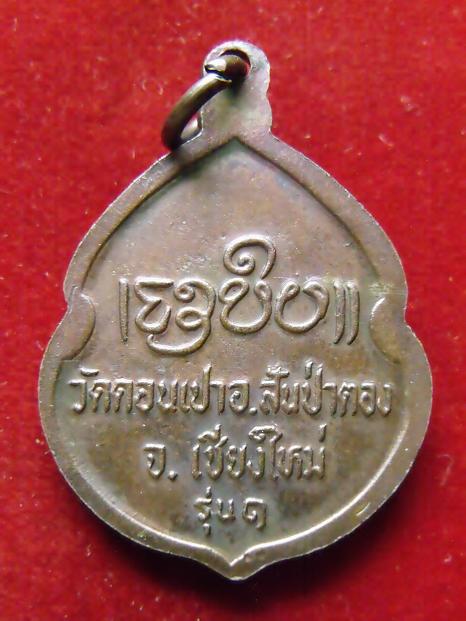 วัดดอนเปาอ.สันป่าตอง
จ. เชียงใหม่
รุ่น๑